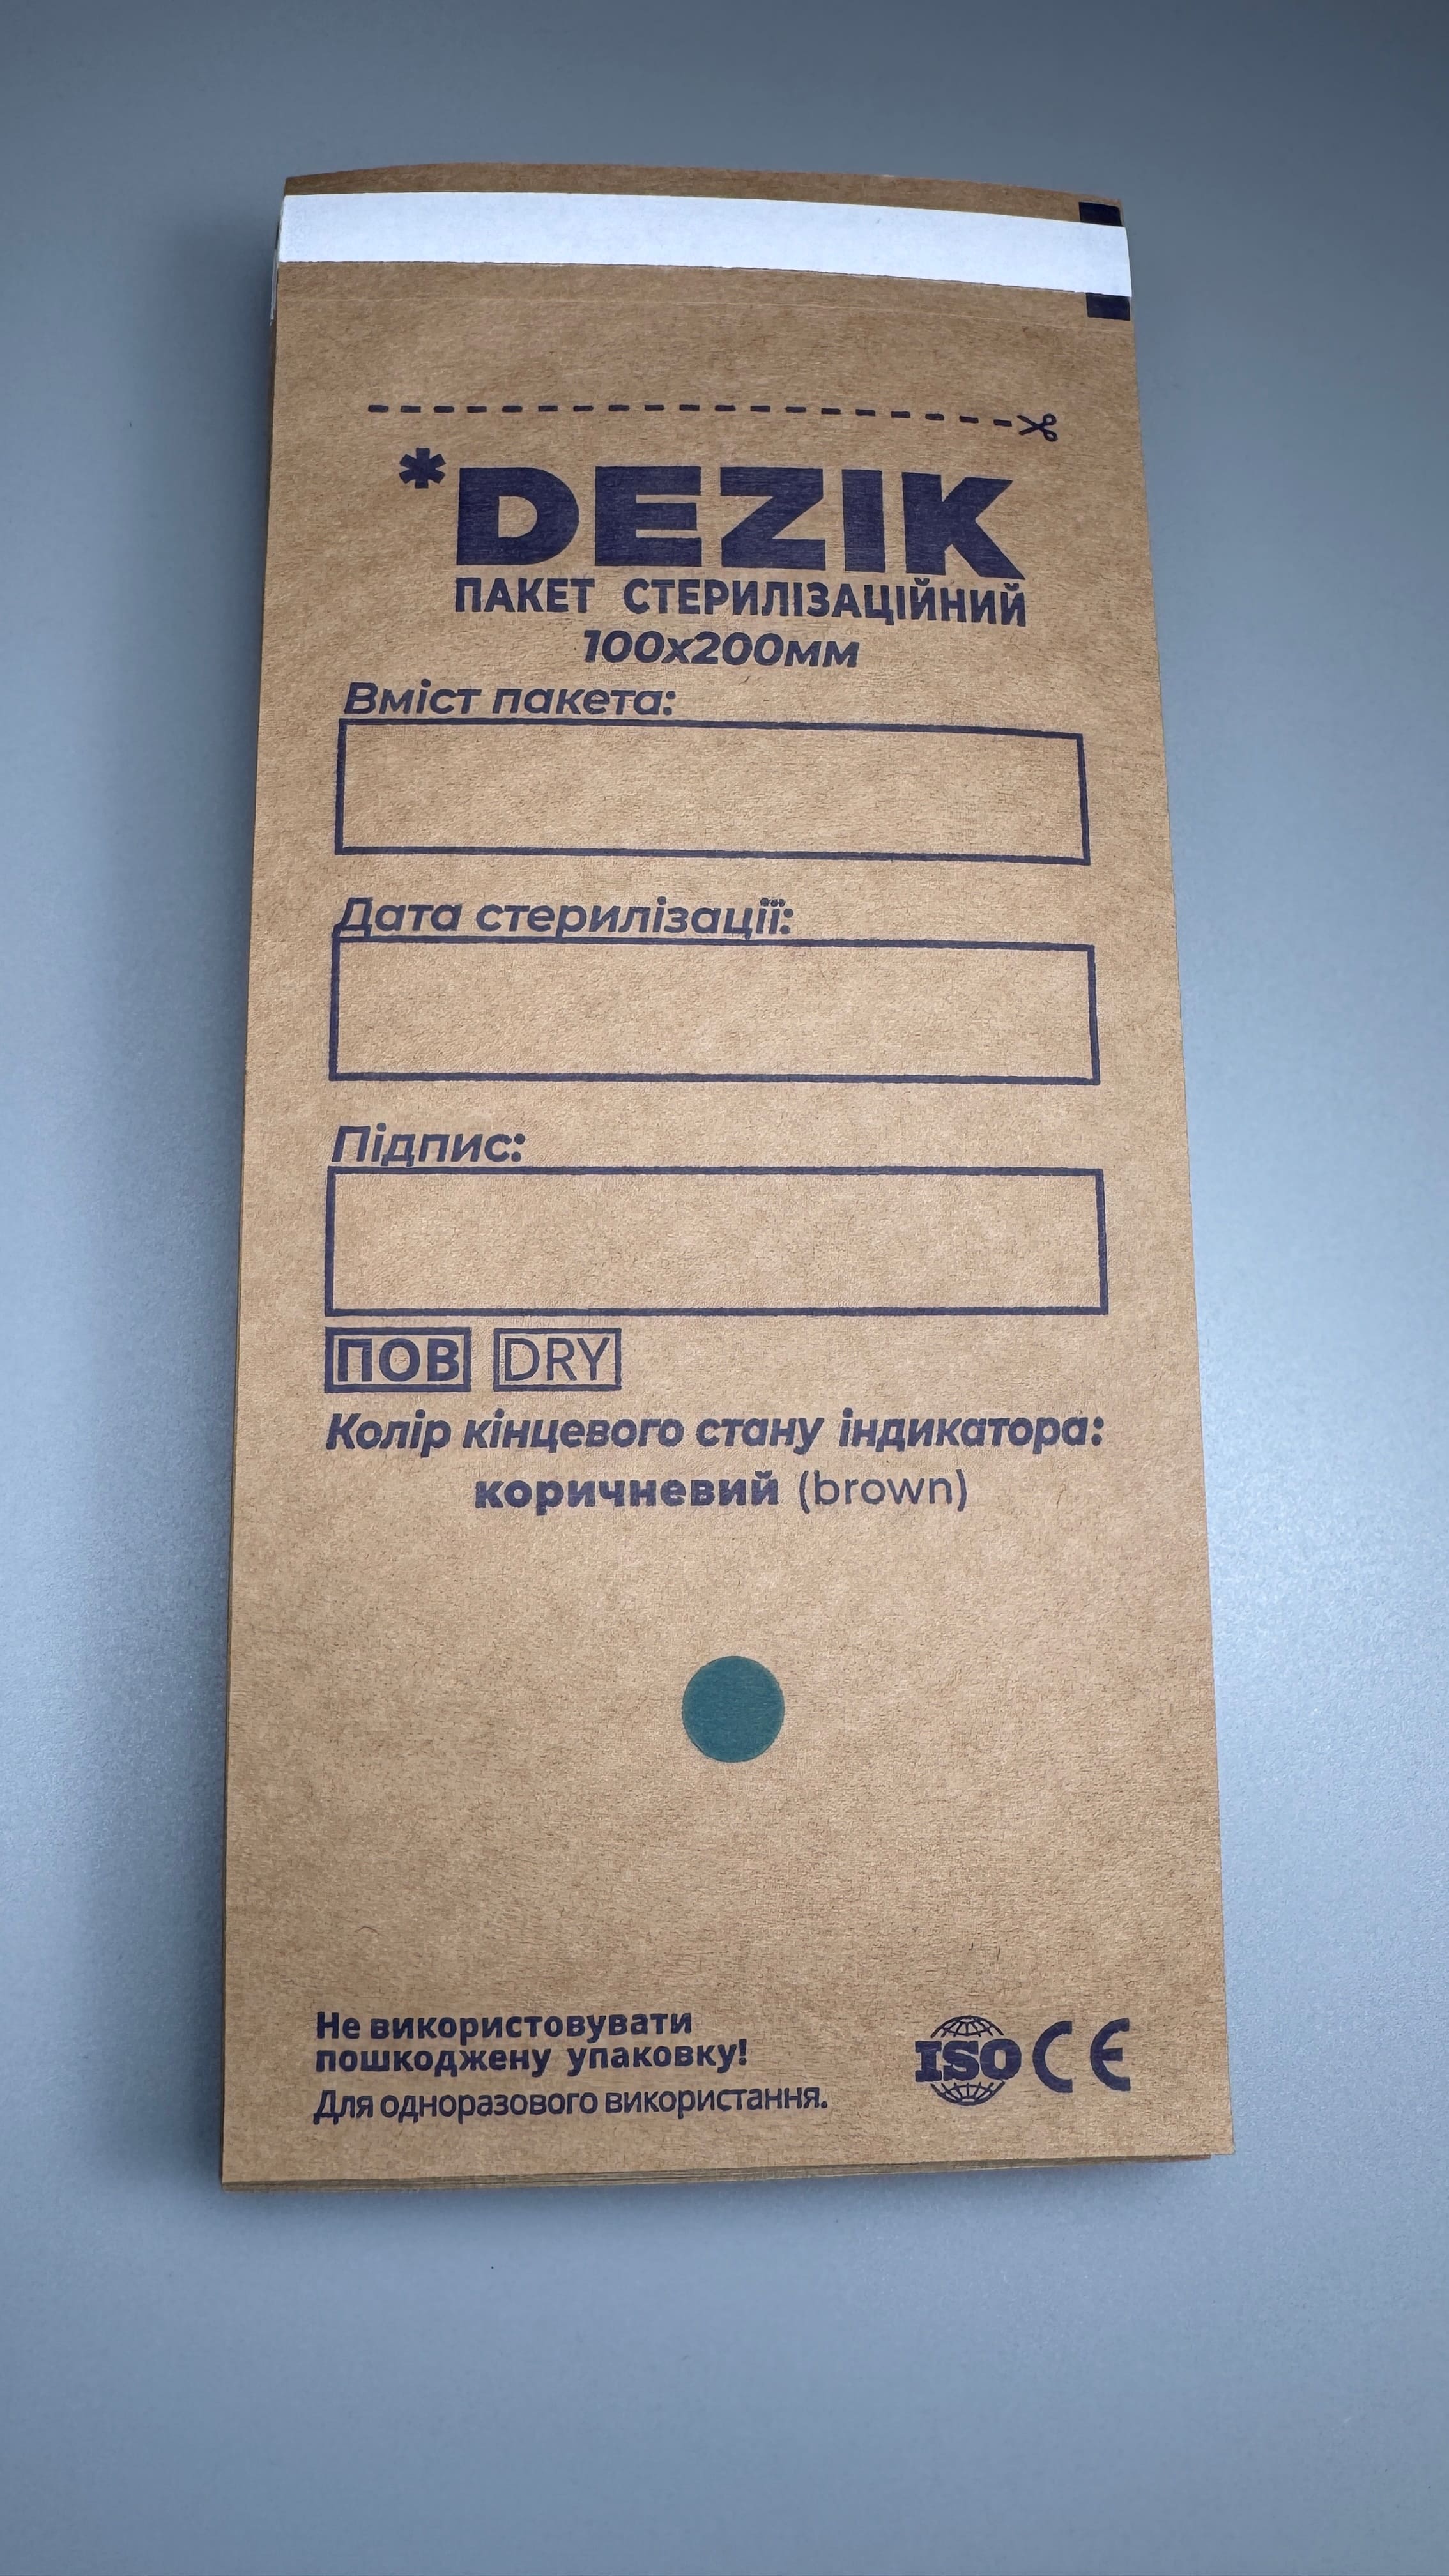 *DEZIK
ПАКЕТ СТЕРИЛІЗАЦІЙНИЙ
100х200мм
Вміст пакета:
Дата стерилізації:
Підпис:
ПОВ DRY
Колір кінцевого стану індикатора:
коричневий (brown)
Не використовувати
пошкоджену упаковку!
Для одноразового використання.
ISO CE